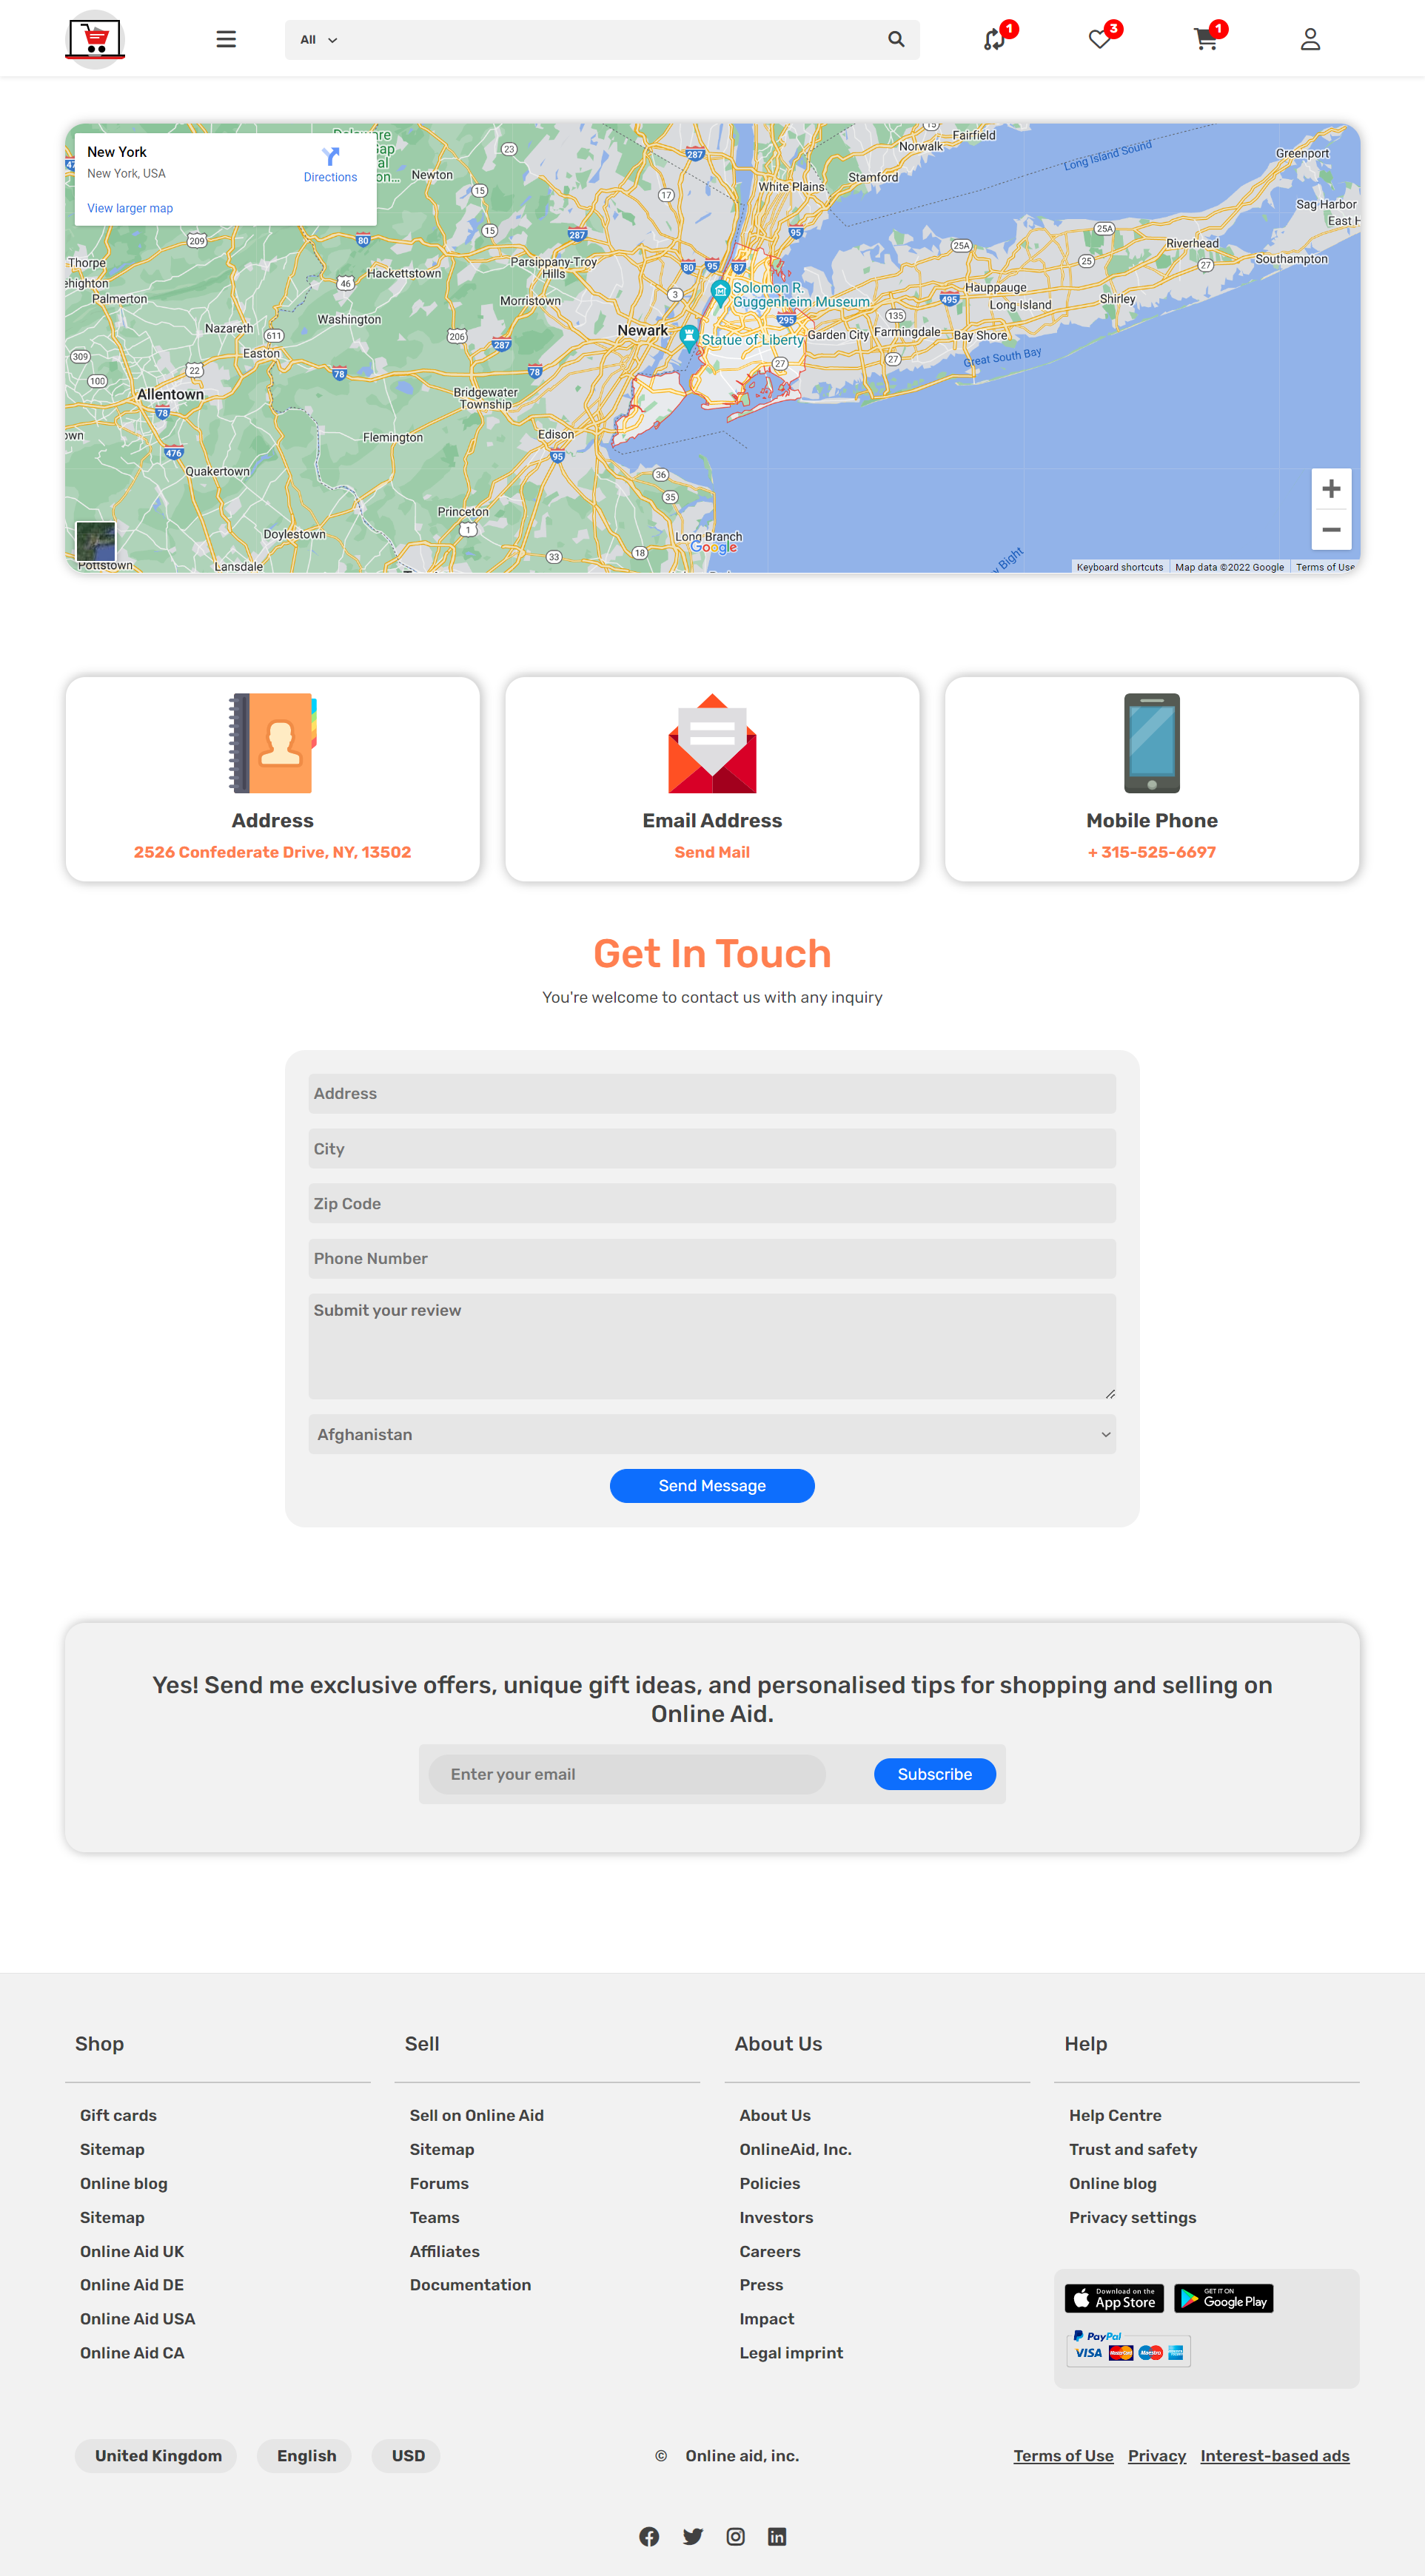 All
1
3
1
New York
New York, USA
Directions
View larger map
Newton
Fairfield
Norwalk
Stamford
White Plains
Long Island Sound
Greenport
Sag Harbor
East H
Riverhead
Southampton
Thorpe
ehighton
Palmerton
Hackettstown
Parsippany-Troy
Hills
Morristown
Washington
Nazareth
Easton
Newark
Solomon R.
Guggenheim Museum
Statue of Liberty
Hauppauge
Long Island
Shirley
Garden City
Farmingdale
Bay Shore
Great South Bay
Allentown
Bridgewater
Township
Flemington
Edison
Quakertown
Princeton
Doylestown
Long Branch
Google
Pottstown
Lansdale
y Bight
Keyboard shortcuts
Map data ©2022 Google
Terms of Use
Address
2526 Confederate Drive, NY, 13502
Email Address
Send Mail
Mobile Phone
+ 315-525-6697
Get In Touch
You're welcome to contact us with any inquiry
Address
City
Zip Code
Phone Number
Submit your review
Afghanistan
Send Message
Yes! Send me exclusive offers, unique gift ideas, and personalised tips for shopping and selling on
Online Aid.
Enter your email
Subscribe
Shop
Gift cards
Sitemap
Online blog
Sitemap
Online Aid UK
Online Aid DE
Online Aid USA
Online Aid CA
Sell
Sell on Online Aid
Sitemap
Forums
Teams
Affiliates
Documentation
About Us
About Us
OnlineAid, Inc.
Policies
Investors
Careers
Press
Impact
Legal imprint
Help
Help Centre
Trust and safety
Online blog
Privacy settings
Download on the
App Store
GET IT ON
Google Play
PayPal
VISA
MasterCard
Maestro
United Kingdom
English
USD
© Online aid, inc.
Terms of Use
Privacy
Interest-based ads